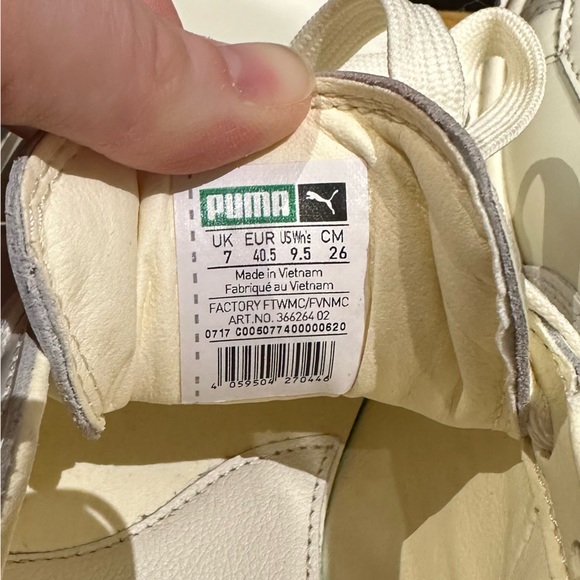 PUMA
UK EUR US Wn's CM
7 40.5 9.5 26
Made in Vietnam
Fabriqué au Vietnam
FACTORY FTWMC/FVNMC
ART.NO. 366264 02
0717 C005077400000620
4 059504 270446